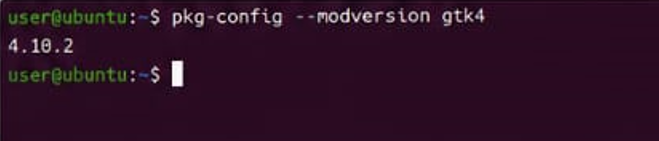 user@ubuntu:~$ pkg-config --modversion gtk4
4.10.2
user@ubuntu:~$